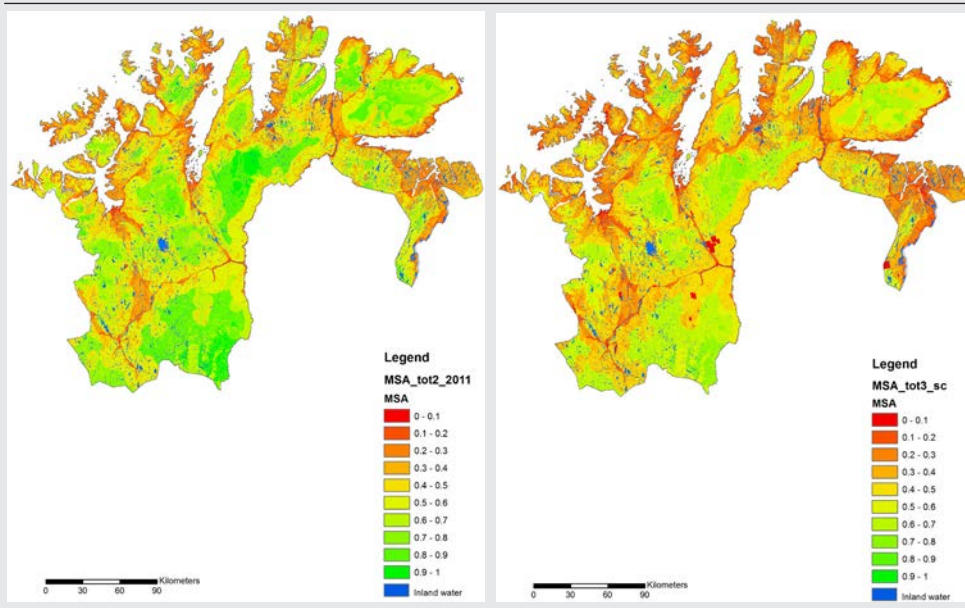 Legend
MSA_tot2_2011
MSA
0 - 0.1
0.1 - 0.2
0.2 - 0.3
0.3 - 0.4
0.4 - 0.5
0.5 - 0.6
0.6 - 0.7
0.7 - 0.8
0.8 - 0.9
0.9 - 1
Inland water
Kilometers
0 30 60 90
Legend
MSA_tot3_sc
MSA
0 - 0.1
0.1 - 0.2
0.2 - 0.3
0.3 - 0.4
0.4 - 0.5
0.5 - 0.6
0.6 - 0.7
0.7 - 0.8
0.8 - 0.9
0.9 - 1
Inland water
Kilometers
0 30 60 90